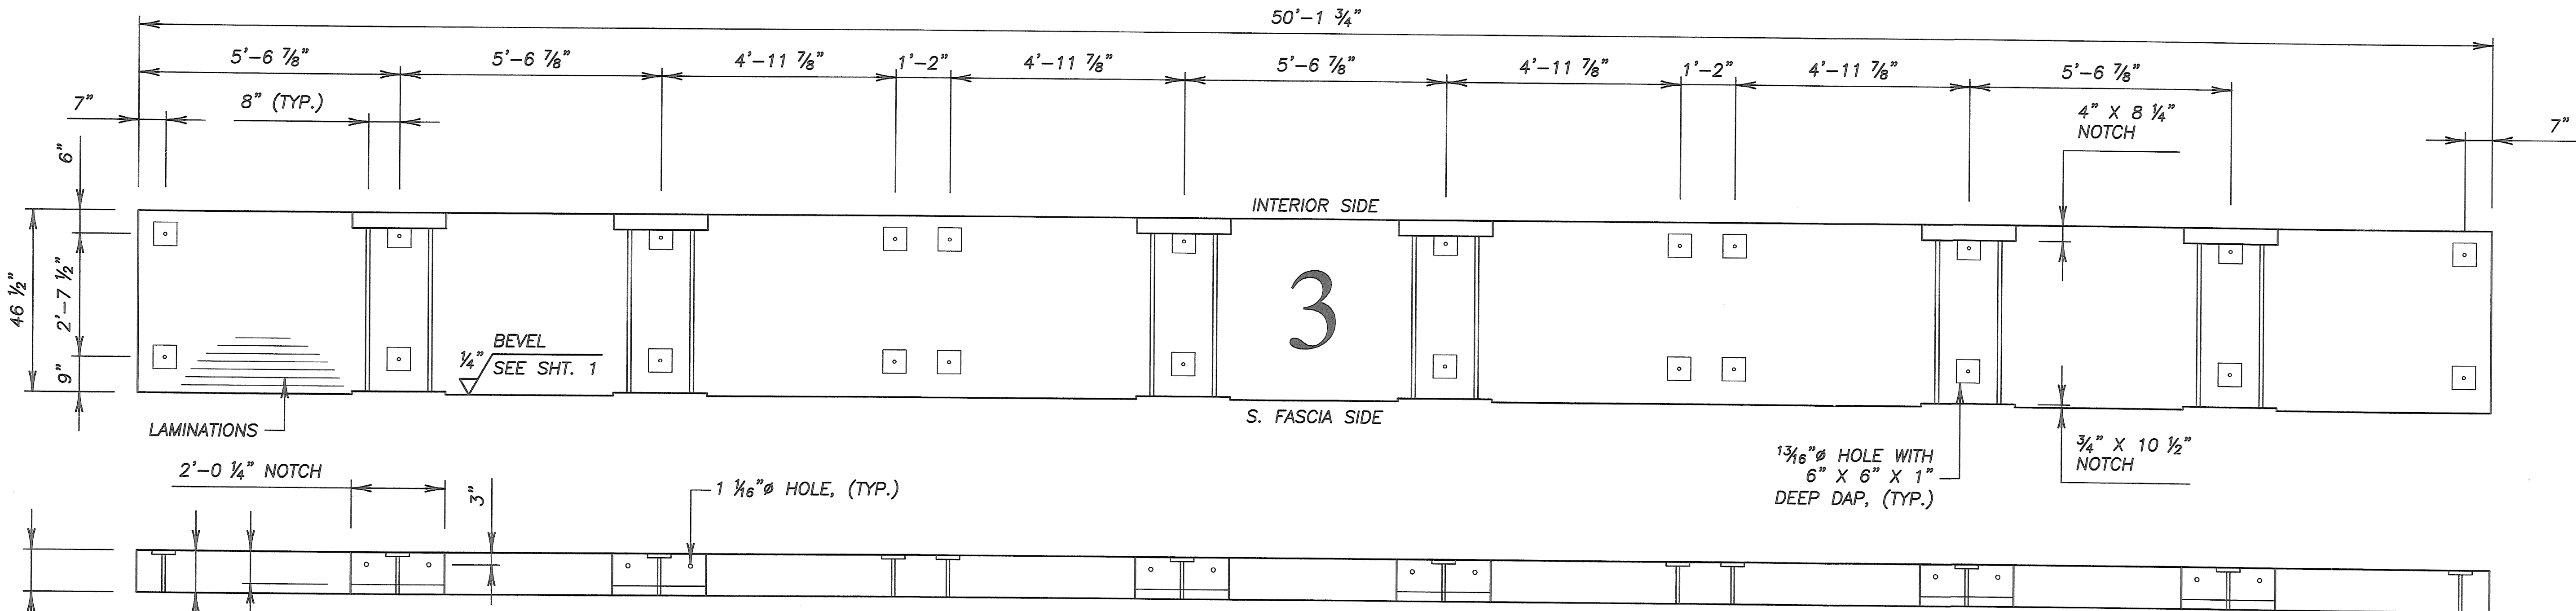 50'-1 ¾"
5'-6 ⅞"
5'-6 ⅞"
4'-11 ⅞"
1'-2"
4'-11 ⅞"
5'-6 ⅞"
4'-11 ⅞"
1'-2"
4'-11 ⅞"
5'-6 ⅞"
7"
8" (TYP.)
4" X 8 ¼"
NOTCH
7"
6"
INTERIOR SIDE
46 ½"
2'-7 ½"
3
9"
¼"
BEVEL
SEE SHT. 1
LAMINATIONS
S. FASCIA SIDE
2'-0 ¼" NOTCH
3"
1 1/16"ø HOLE, (TYP.)
13/16"ø HOLE WITH
6" X 6" X 1"
DEEP DAP, (TYP.)
¾" X 10 ½"
NOTCH